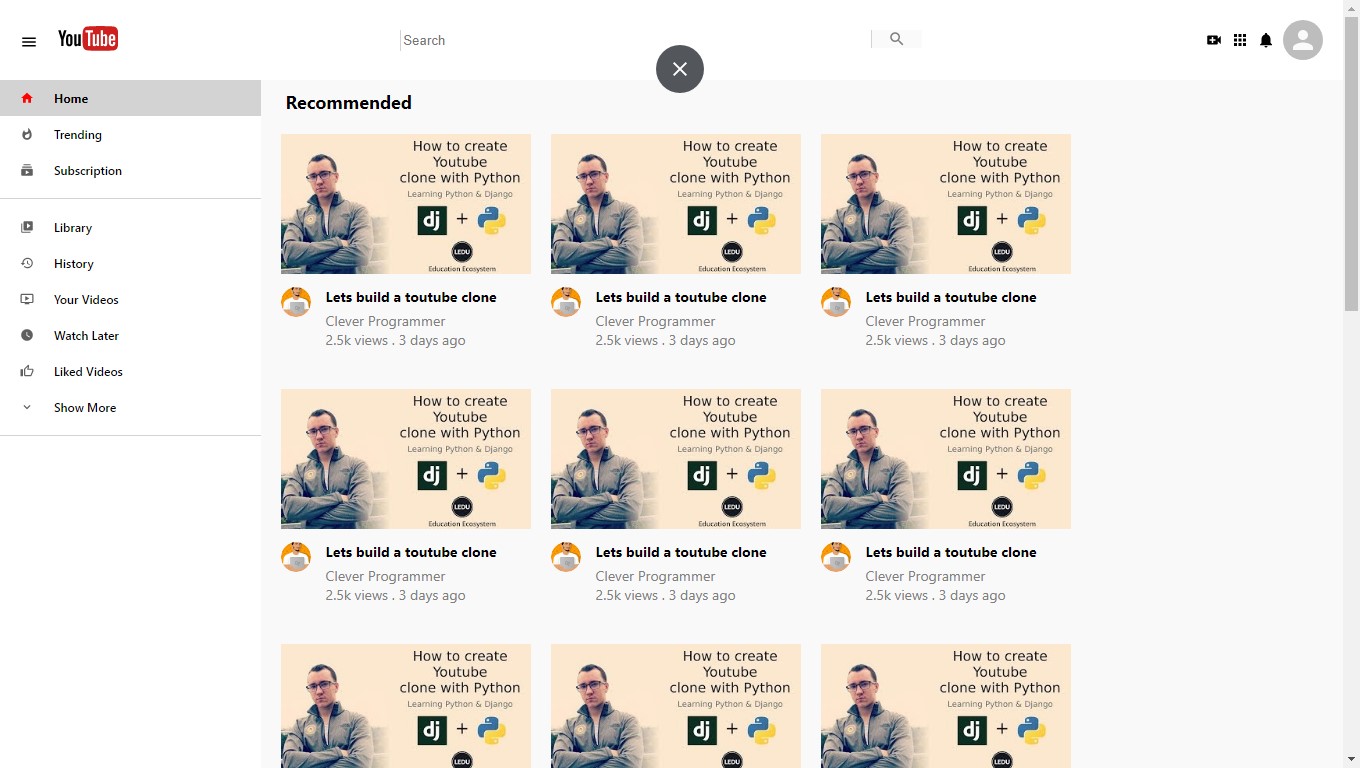 YouTube
Search
Home
Trending
Subscription
Library
History
Your Videos
Watch Later
Liked Videos
Show More
Recommended
How to create
Youtube
clone with Python
Learning Python & Django
dj +
LEDU
Education Ecosystem
How to create
Youtube
clone with Python
Learning Python & Django
dj +
LEDU
Education Ecosystem
How to create
Youtube
clone with Python
Learning Python & Django
dj +
LEDU
Education Ecosystem
Lets build a toutube clone
Clever Programmer
2.5k views . 3 days ago
Lets build a toutube clone
Clever Programmer
2.5k views . 3 days ago
Lets build a toutube clone
Clever Programmer
2.5k views . 3 days ago
How to create
Youtube
clone with Python
Learning Python & Django
dj +
LEDU
Education Ecosystem
How to create
Youtube
clone with Python
Learning Python & Django
dj +
LEDU
Education Ecosystem
How to create
Youtube
clone with Python
Learning Python & Django
dj +
LEDU
Education Ecosystem
Lets build a toutube clone
Clever Programmer
2.5k views . 3 days ago
Lets build a toutube clone
Clever Programmer
2.5k views . 3 days ago
Lets build a toutube clone
Clever Programmer
2.5k views . 3 days ago
How to create
Youtube
clone with Python
Learning Python & Django
dj +
LEDU
How to create
Youtube
clone with Python
Learning Python & Django
dj +
LEDU
How to create
Youtube
clone with Python
Learning Python & Django
dj +
LEDU